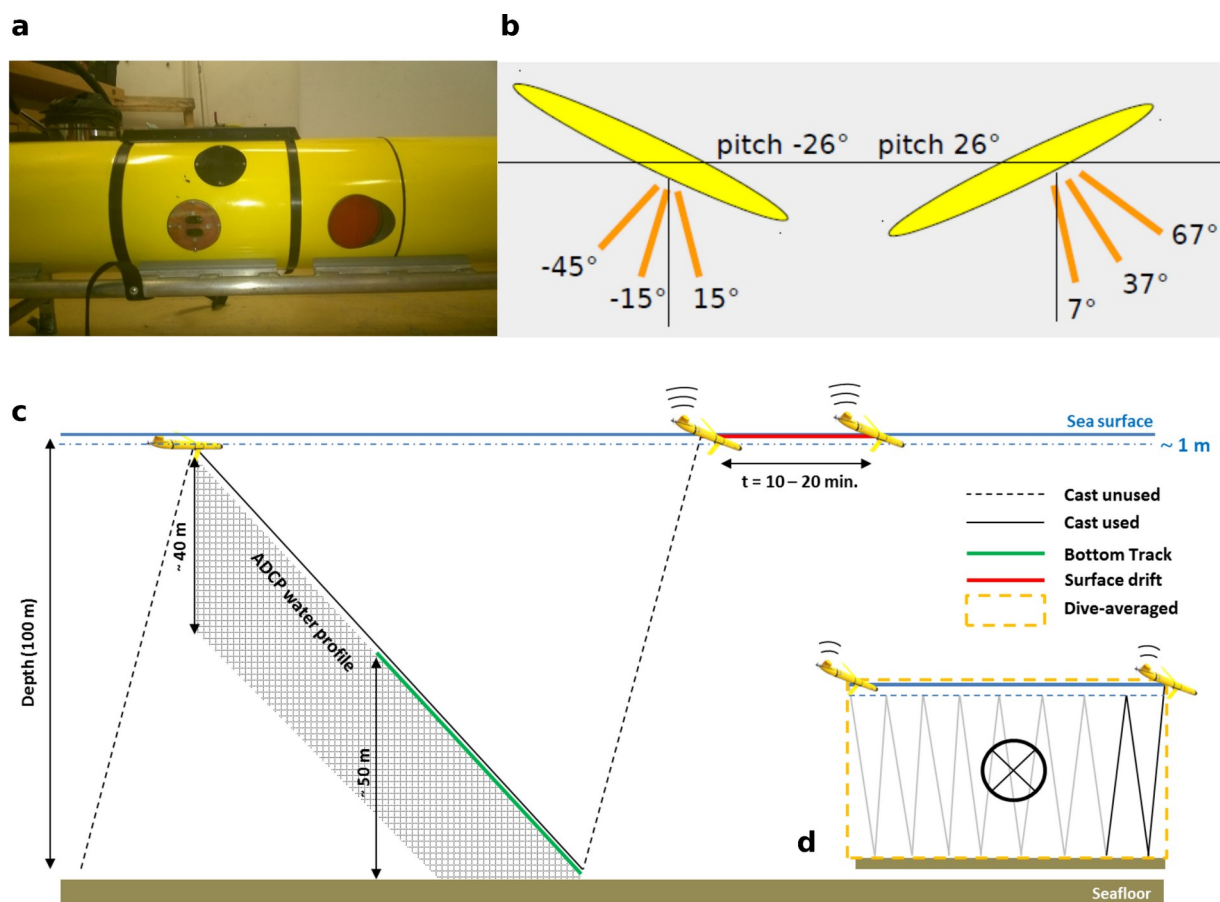 a
b
pitch -26°
pitch 26°
-45°
-15°
15°
67°
37°
7°
c
Sea surface
~ 1 m
t = 10 – 20 min.
Cast unused
Cast used
Bottom Track
Surface drift
Dive-averaged
Depth (100 m)
~ 40 m
ADCP water profile
~ 50 m
d
Seafloor